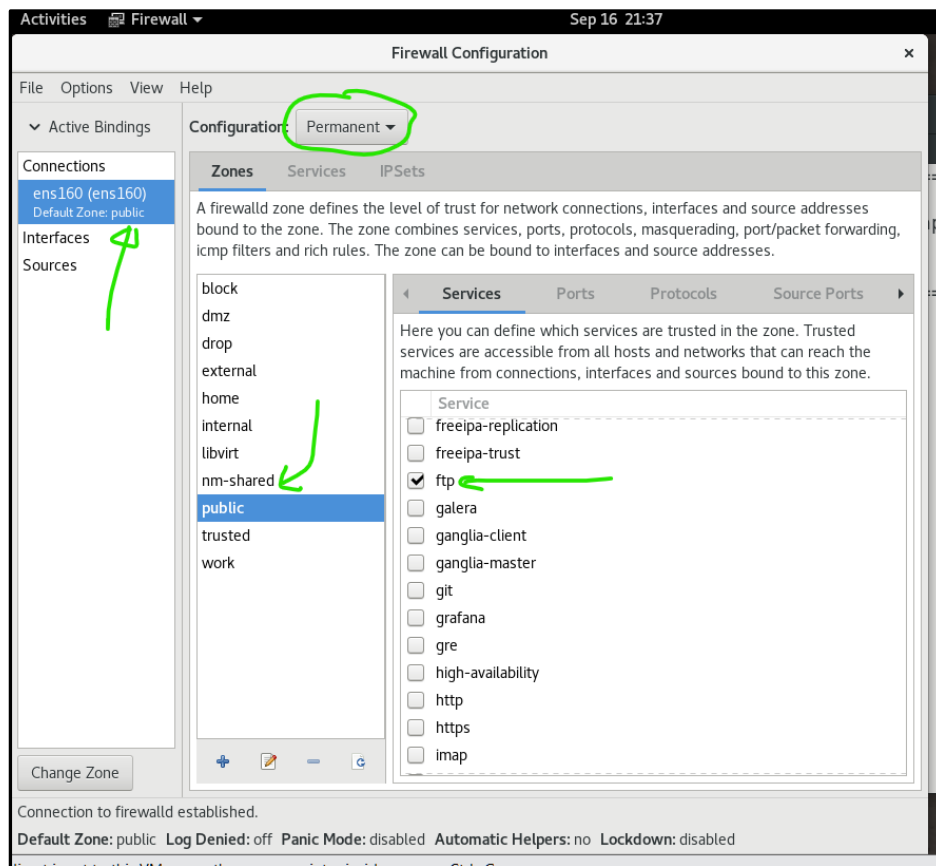 Activities Firewall Sep 16 21:37
Firewall Configuration ×
File Options View Help
Active Bindings
Configuration: Permanent
Connections
ens160 (ens160)
Default Zone: public
Interfaces
Sources
Zones Services IPSets
A firewalld zone defines the level of trust for network connections, interfaces and source addresses
bound to the zone. The zone combines services, ports, protocols, masquerading, port/packet forwarding,
icmp filters and rich rules. The zone can be bound to interfaces and source addresses.
block
dmz
drop
external
home
internal
libvirt
nm-shared
public
trusted
work
Services Ports Protocols Source Ports
Here you can define which services are trusted in the zone. Trusted
services are accessible from all hosts and networks that can reach the
machine from connections, interfaces and sources bound to this zone.
Service
freeipa-replication
freeipa-trust
ftp
galera
ganglia-client
ganglia-master
git
grafana
gre
high-availability
http
https
imap
Change Zone
Connection to firewalld established.
Default Zone: public Log Denied: off Panic Mode: disabled Automatic Helpers: no Lockdown: disabled